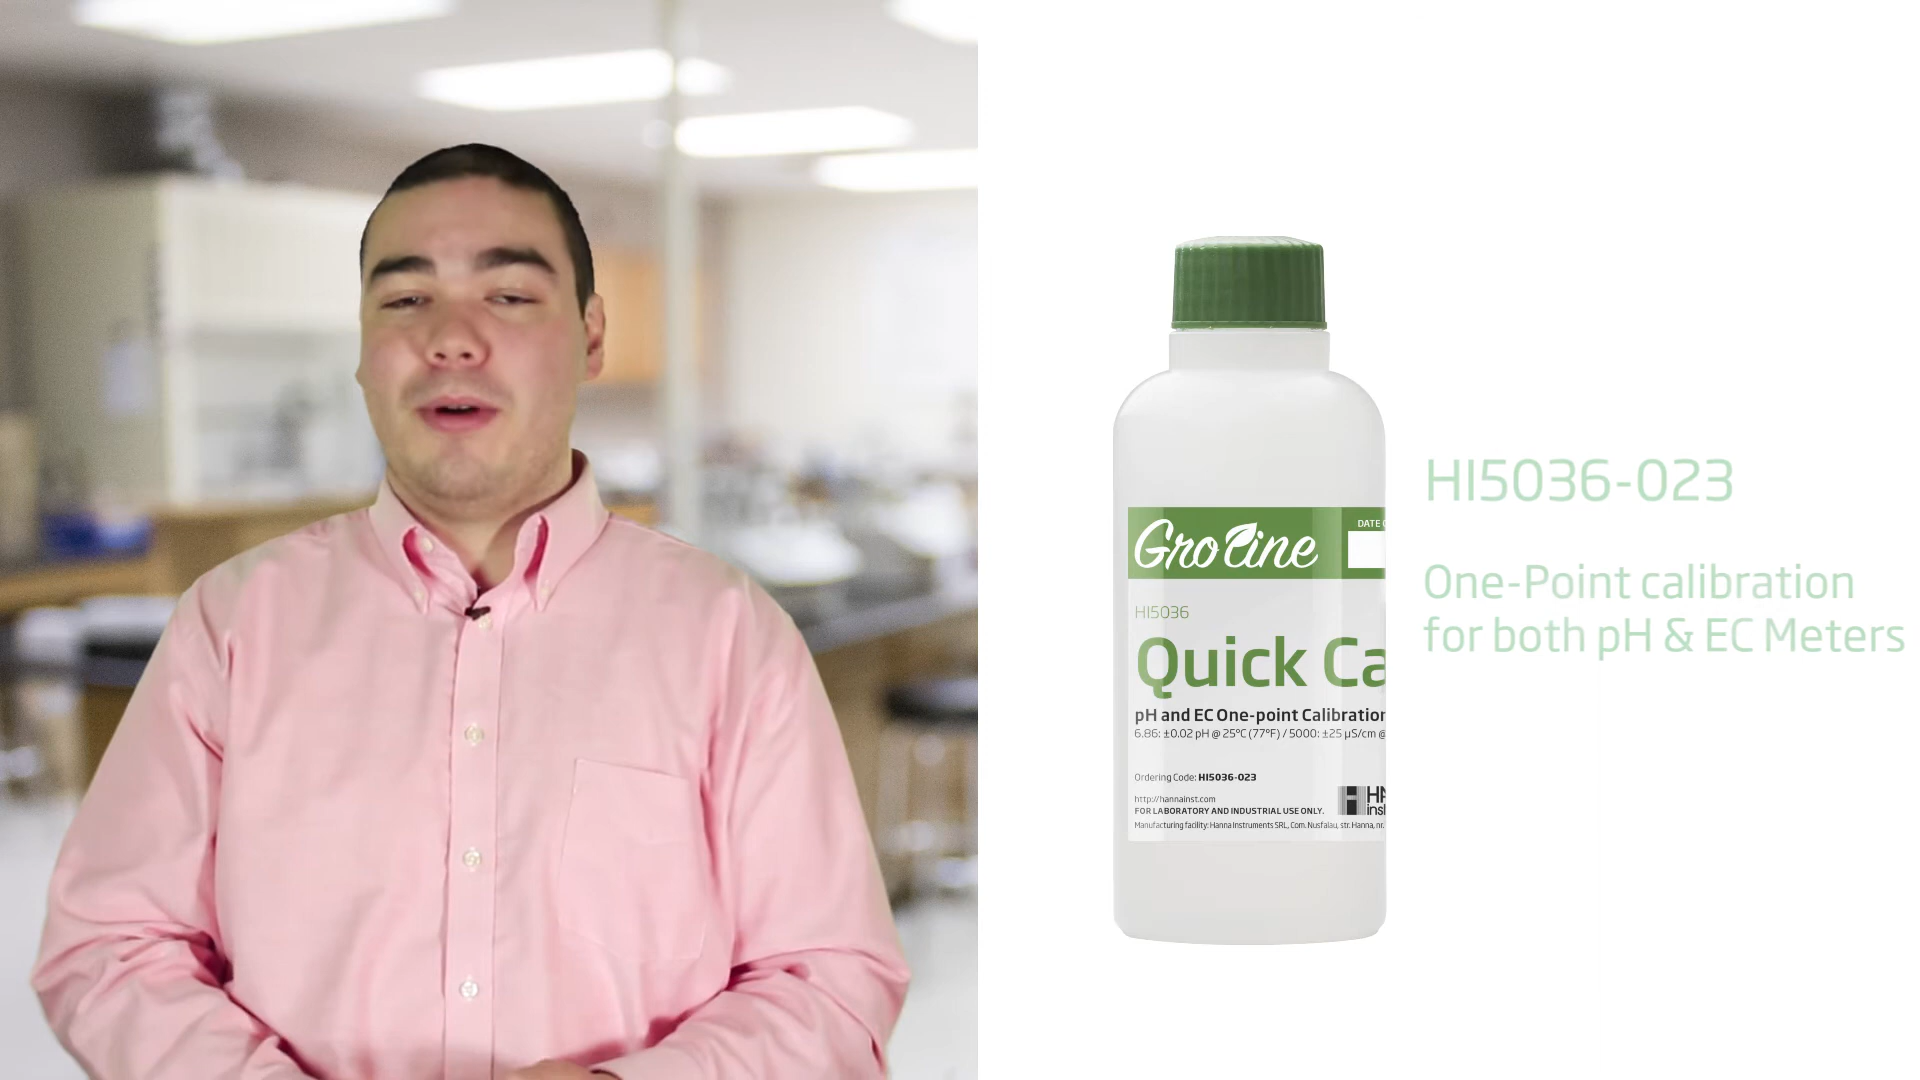 GroLine
DATE
HI5036
Quick Ca
pH and EC One-point Calibration
6.86: ±0.02 pH @ 25°C (77°F) / 5000: ±25 µS/cm @
Ordering Code: HI5036-023
http://hannainst.com
FOR LABORATORY AND INDUSTRIAL USE ONLY.
HA
inst
Manufacturing facility: Hanna Instruments SRL, Com. Nusfalau, str. Hanna, nr.
HI5036-023
One-Point calibration
for both pH & EC Meters